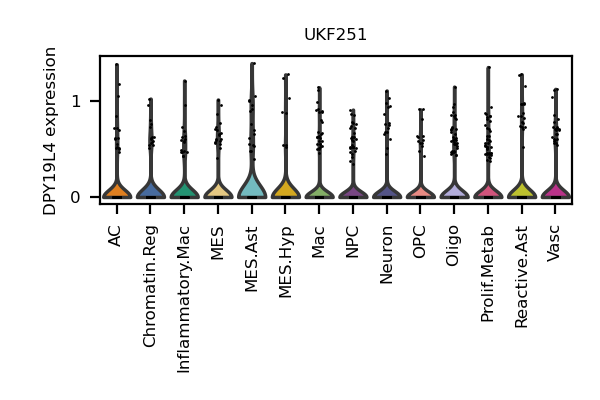 UKF251
DPY19L4 expression
1
0
AC
Chromatin.Reg
Inflammatory.Mac
MES
MES.Ast
MES.Hyp
Mac
NPC
Neuron
OPC
Oligo
Prolif.Metab
Reactive.Ast
Vasc